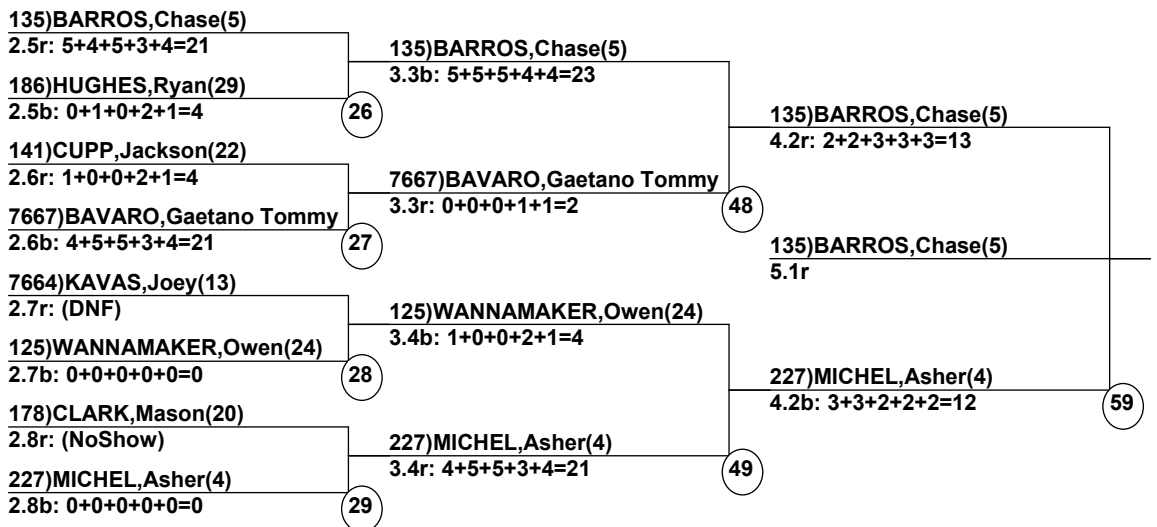 135)BARROS,Chase(5)
2.5r: 5+4+5+3+4=21
186)HUGHES,Ryan(29)
2.5b: 0+1+0+2+1=4
26
141)CUPP,Jackson(22)
2.6r: 1+0+0+2+1=4
7667)BAVARO,Gaetano Tommy
2.6b: 4+5+5+3+4=21
27
7664)KAVAS,Joey(13)
2.7r: (DNF)
125)WANNAMAKER,Owen(24)
2.7b: 0+0+0+0+0=0
28
178)CLARK,Mason(20)
2.8r: (NoShow)
227)MICHEL,Asher(4)
2.8b: 0+0+0+0+0=0
29
135)BARROS,Chase(5)
3.3b: 5+5+5+4+4=23
7667)BAVARO,Gaetano Tommy
3.3r: 0+0+0+1+1=2
48
125)WANNAMAKER,Owen(24)
3.4b: 1+0+0+2+1=4
227)MICHEL,Asher(4)
3.4r: 4+5+5+3+4=21
49
135)BARROS,Chase(5)
4.2r: 2+2+3+3+3=13
135)BARROS,Chase(5)
5.1r
227)MICHEL,Asher(4)
4.2b: 3+3+2+2+2=12
59